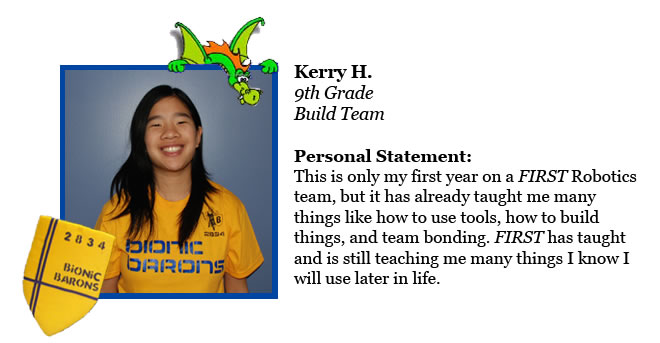 Kerry H.
9th Grade
Build Team
Personal Statement:
This is only my first year on a FIRST Robotics
team, but it has already taught me many
things like how to use tools, how to build
things, and team bonding. FIRST has taught
and is still teaching me many things I know I
will use later in life.
B
2834
BIONIC
BARONS
2834
BiONiC
BARONS